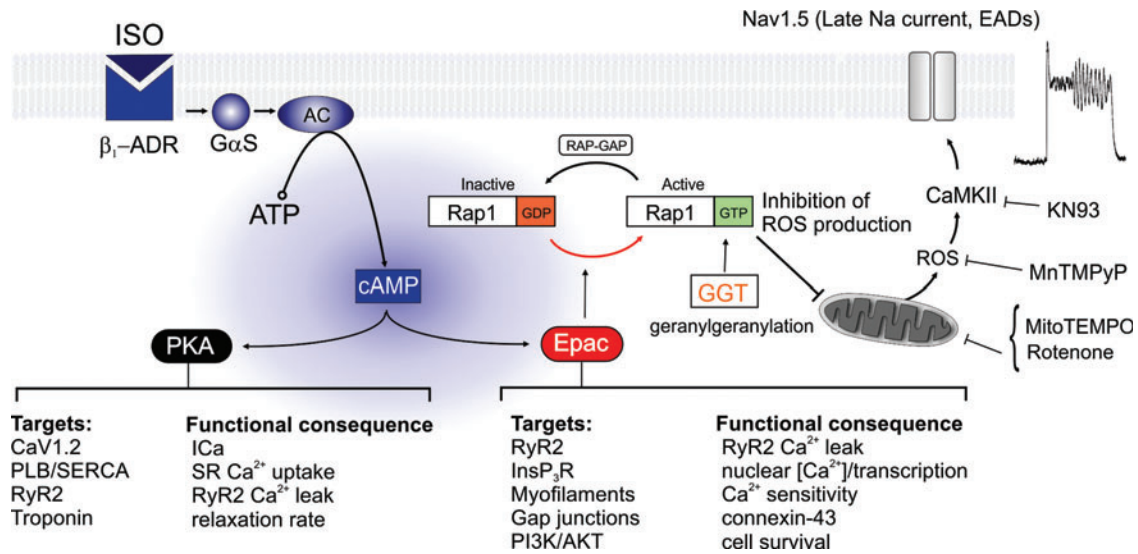 Nav1.5 (Late Na current, EADs)
ISO
β₁–ADR
GαS
AC
ATP
cAMP
RAP-GAP
Inactive
Rap1
GDP
Active
Rap1
GTP
Inhibition of
ROS production
GGT
geranylgeranylation
CaMKII
KN93
ROS
MnTMPyP
MitoTEMPO
Rotenone
PKA
Epac
Targets:
CaV1.2
PLB/SERCA
RyR2
Troponin
Functional consequence
ICa
SR Ca²⁺ uptake
RyR2 Ca²⁺ leak
relaxation rate
Targets:
RyR2
InsP₃R
Myofilaments
Gap junctions
PI3K/AKT
Functional consequence
RyR2 Ca²⁺ leak
nuclear [Ca²⁺]/transcription
Ca²⁺ sensitivity
connexin-43
cell survival